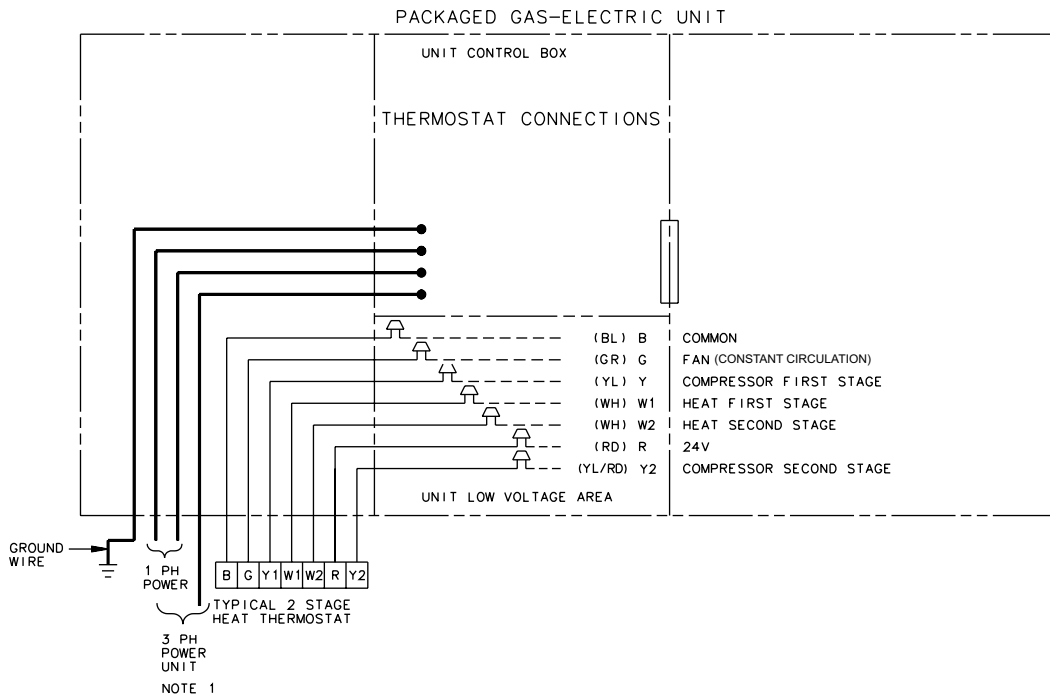 PACKAGED GAS-ELECTRIC UNIT
UNIT CONTROL BOX
THERMOSTAT CONNECTIONS
(BL) B COMMON
(GR) G FAN (CONSTANT CIRCULATION)
(YL) Y COMPRESSOR FIRST STAGE
(WH) W1 HEAT FIRST STAGE
(WH) W2 HEAT SECOND STAGE
(RD) R 24V
(YL/RD) Y2 COMPRESSOR SECOND STAGE
UNIT LOW VOLTAGE AREA
GROUND
WIRE
1 PH
POWER
B G Y1 W1 W2 R Y2
TYPICAL 2 STAGE
HEAT THERMOSTAT
3 PH
POWER
UNIT
NOTE 1